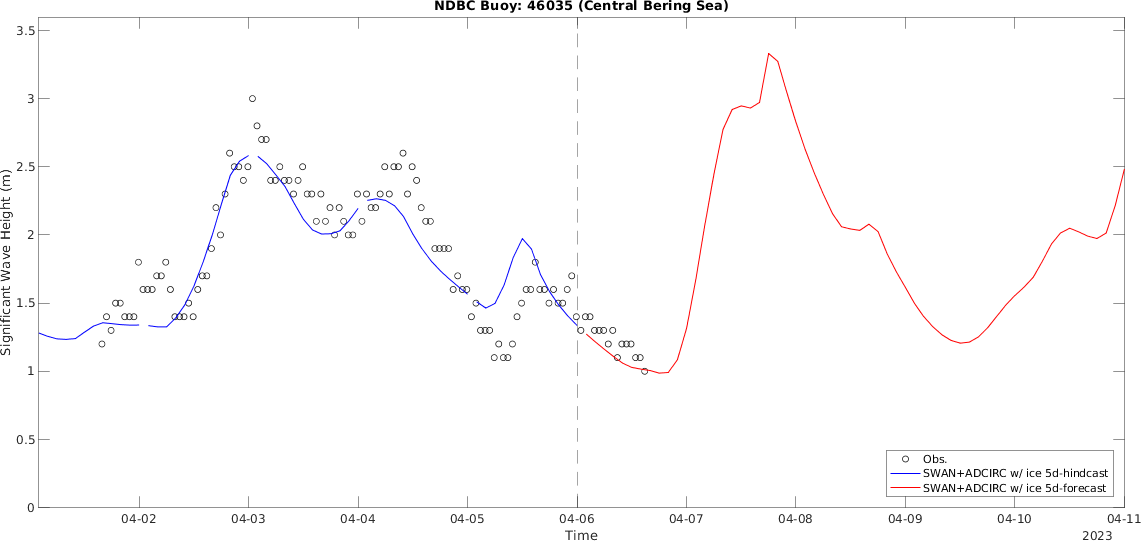 NDBC Buoy: 46035 (Central Bering Sea)
3.5
3
2.5
2
1.5
1
0.5
0
Significant Wave Height (m)
Obs.
SWAN+ADCIRC w/ ice 5d-hindcast
SWAN+ADCIRC w/ ice 5d-forecast
04-02 04-03 04-04 04-05 04-06 04-07 04-08 04-09 04-10 04-11
Time
2023